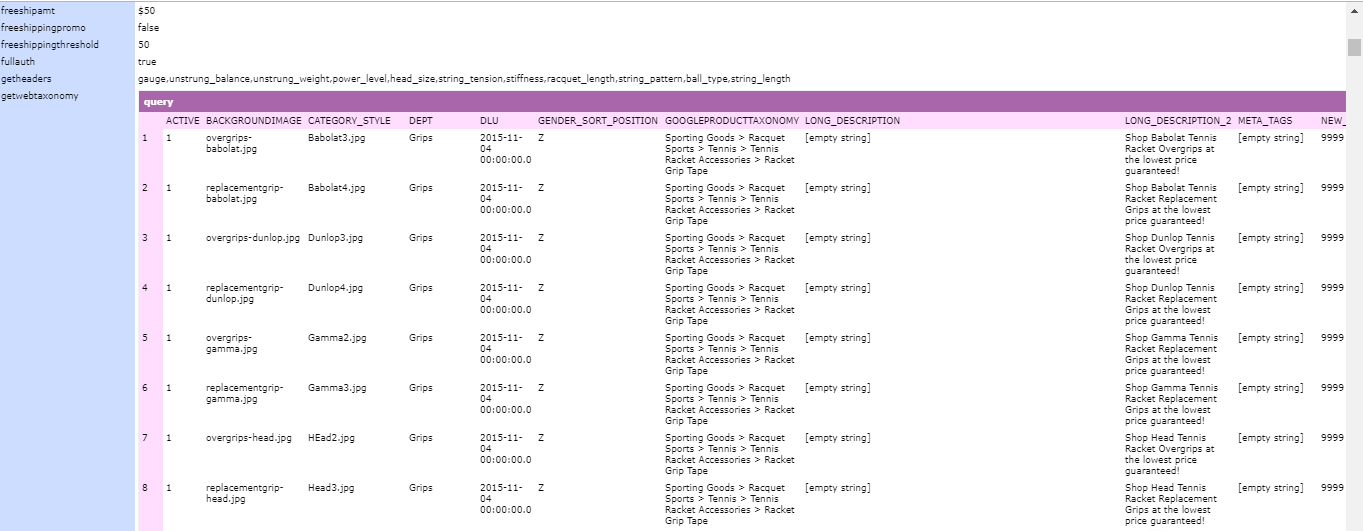 freeshipamt $50
freeshippingpromo false
freeshippingthreshold 50
fullauth true
getheaders gauge,unstrung_balance,unstrung_weight,power_level,head_size,string_tension,stiffness,racquet_length,string_pattern,ball_type,string_length
getwebtaxonomy
query
ACTIVE BACKGROUNDIMAGE CATEGORY_STYLE DEPT DLU GENDER_SORT_POSITION GOOGLEPRODUCTTAXONOMY LONG_DESCRIPTION LONG_DESCRIPTION_2 META_TAGS NEW_
1 1 overgrips- Babolat3.jpg Grips 2015-11- Z Sporting Goods > Racquet [empty string] Shop Babolat Tennis [empty string] 9999
babolat.jpg 04 Sports > Tennis > Tennis Racket Overgrips at
00:00:00.0 Racket Accessories > Racket the lowest price
Grip Tape guaranteed!
2 1 replacementgrip- Babolat4.jpg Grips 2015-11- Z Sporting Goods > Racquet [empty string] Shop Babolat Tennis [empty string] 9999
babolat.jpg 04 Sports > Tennis > Tennis Racket Replacement
00:00:00.0 Racket Accessories > Racket Grips at the lowest
Grip Tape price guaranteed!
3 1 overgrips-dunlop.jpg Dunlop3.jpg Grips 2015-11- Z Sporting Goods > Racquet [empty string] Shop Dunlop Tennis [empty string] 9999
04 Sports > Tennis > Tennis Racket Overgrips at
00:00:00.0 Racket Accessories > Racket the lowest price
Grip Tape guaranteed!
4 1 replacementgrip- Dunlop4.jpg Grips 2015-11- Z Sporting Goods > Racquet [empty string] Shop Dunlop Tennis [empty string] 9999
dunlop.jpg 04 Sports > Tennis > Tennis Racket Replacement
00:00:00.0 Racket Accessories > Racket Grips at the lowest
Grip Tape price guaranteed!
5 1 overgrips- Gamma2.jpg Grips 2015-11- Z Sporting Goods > Racquet [empty string] Shop Gamma Tennis [empty string] 9999
gamma.jpg 04 Sports > Tennis > Tennis Racket Replacement
00:00:00.0 Racket Accessories > Racket Grips at the lowest
Grip Tape price guaranteed!
6 1 replacementgrip- Gamma3.jpg Grips 2015-11- Z Sporting Goods > Racquet [empty string] Shop Gamma Tennis [empty string] 9999
gamma.jpg 04 Sports > Tennis > Tennis Racket Replacement
00:00:00.0 Racket Accessories > Racket Grips at the lowest
Grip Tape price guaranteed!
7 1 overgrips-head.jpg HEad2.jpg Grips 2015-11- Z Sporting Goods > Racquet [empty string] Shop Head Tennis [empty string] 9999
04 Sports > Tennis > Tennis Racket Overgrips at
00:00:00.0 Racket Accessories > Racket the lowest price
Grip Tape guaranteed!
8 1 replacementgrip- Head3.jpg Grips 2015-11- Z Sporting Goods > Racquet [empty string] Shop Head Tennis [empty string] 9999
head.jpg 04 Sports > Tennis > Tennis Racket Replacement
00:00:00.0 Racket Accessories > Racket Grips at the lowest
Grip Tape price guaranteed!